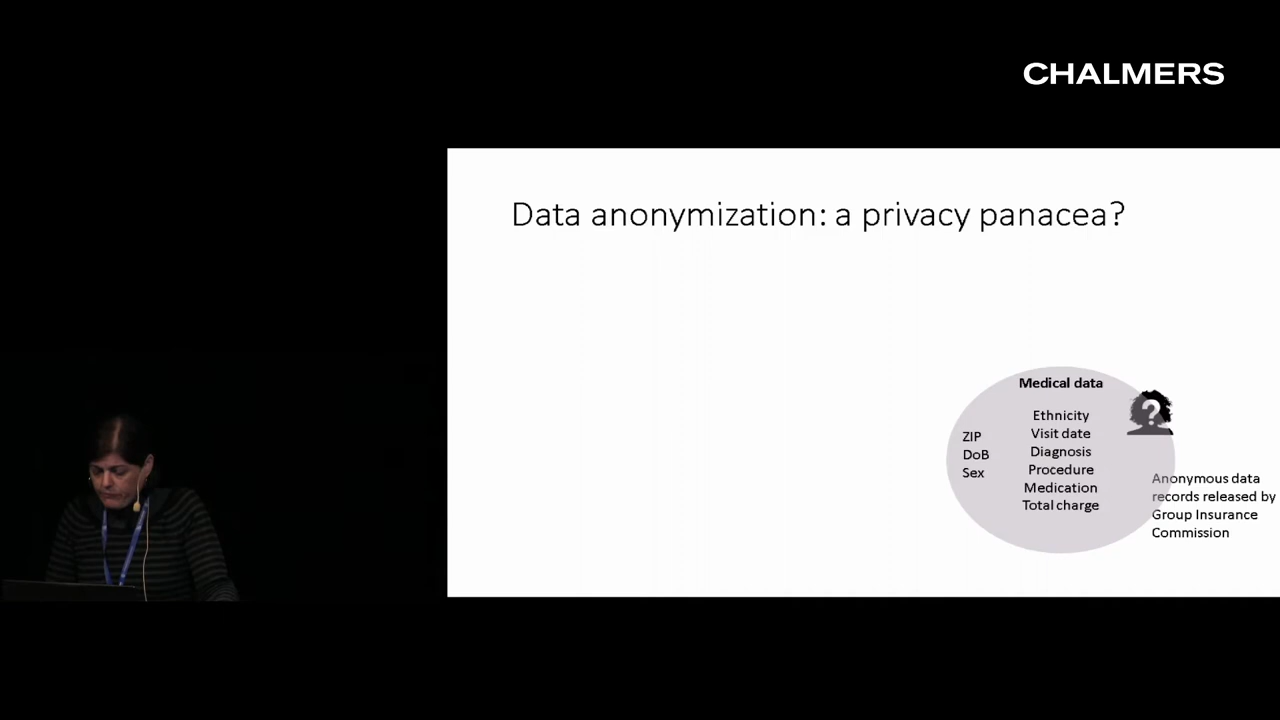 CHALMERS
Data anonymization: a privacy panacea?
Medical data
Ethnicity
Visit date
Diagnosis
Procedure
Medication
Total charge
ZIP
DoB
Sex
?
Anonymous data
records released by
Group Insurance
Commission